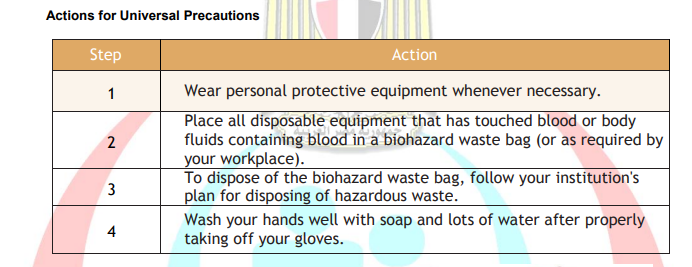 Actions for Universal Precautions
Step Action
1 Wear personal protective equipment whenever necessary.
Place all disposable equipment that has touched blood or body
2 fluids containing blood in a biohazard waste bag (or as required by
your workplace).
3 To dispose of the biohazard waste bag, follow your institution's
plan for disposing of hazardous waste.
4 Wash your hands well with soap and lots of water after properly
taking off your gloves.